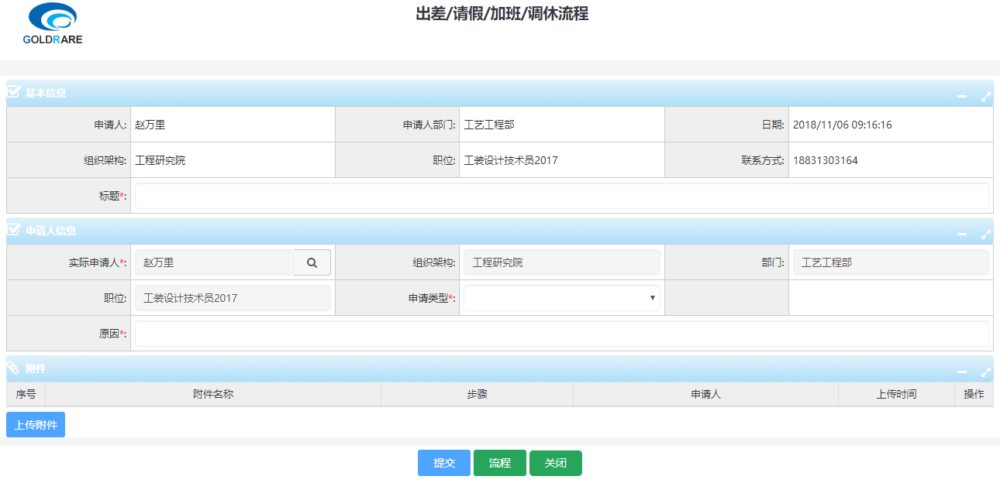 GOLDRARE
出差/请假/加班/调休流程
基本信息
申请人: 赵万里 申请人部门: 工艺工程部 日期: 2018/11/06 09:16:16
组织架构: 工程研究院 职位: 工装设计技术员2017 联系方式: 18831303164
标题*:
申请人信息
实际申请人*: 赵万里 组织架构: 工程研究院 部门: 工艺工程部
职位: 工装设计技术员2017 申请类型*:
原因*:
附件
序号 附件名称 步骤 申请人 上传时间 操作
上传附件
提交 流程 关闭